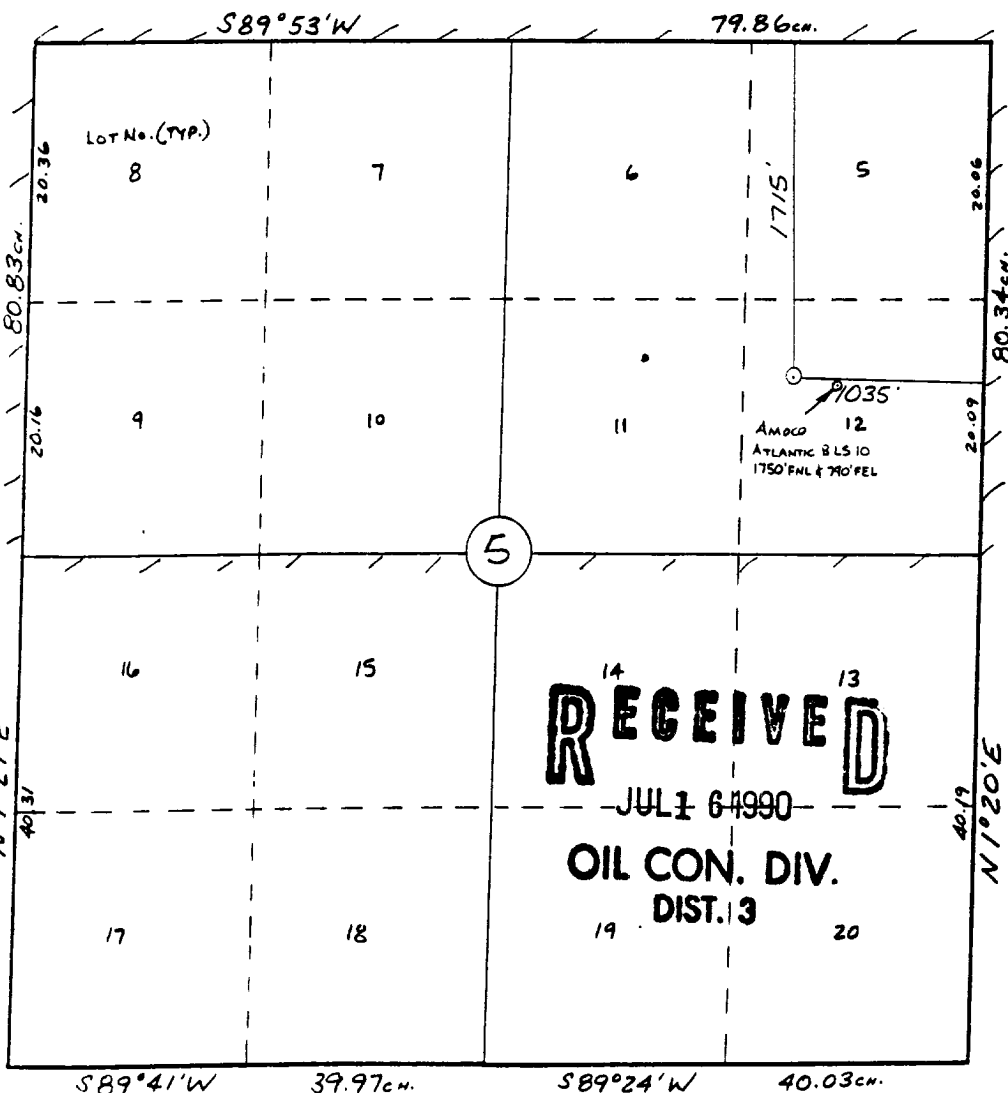 S89°53'W 79.86CH.
LOT No. (TYP.)
8 7 6 5
20.36
20.06
1715'
80.83CH.
80.34CH.
1035'
9 10 11 12
20.16
20.09
AMOCO
ATLANTIC B LS 10
1750'FNL & 790'FEL
5
16 15 14 13
RECEIVED
JUL 1 6 1990
OIL CON. DIV.
DIST. 3
40.31
40.19
N1°20'E
17 18 19 20
S89°41'W 39.97CH. S89°24'W 40.03CH.